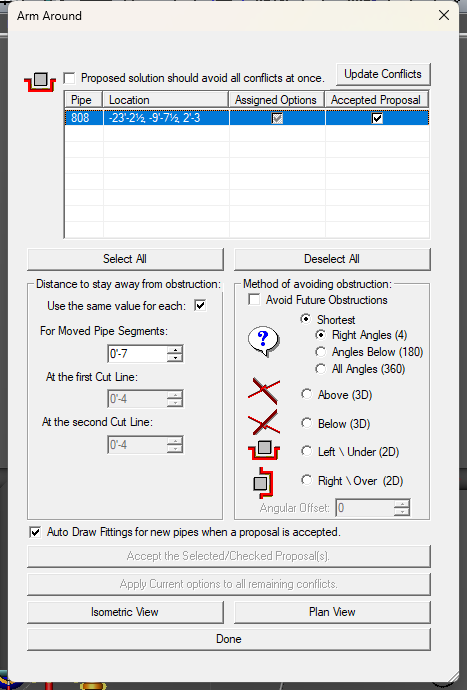 Arm Around
Proposed solution should avoid all conflicts at once.
Update Conflicts
Pipe Location Assigned Options Accepted Proposal
808 -23'-2½, -9'-7½, 2'-3
Select All
Deselect All
Distance to stay away from obstruction:
Use the same value for each:
For Moved Pipe Segments:
0'-7
At the first Cut Line:
0'-4
At the second Cut Line:
0'-4
Method of avoiding obstruction:
Avoid Future Obstructions
?
Shortest
Right Angles (4)
Angles Below (180)
All Angles (360)
Above (3D)
Below (3D)
Left \ Under (2D)
Right \ Over (2D)
Angular Offset: 0
Auto Draw Fittings for new pipes when a proposal is accepted.
Accept the Selected/Checked Proposal(s).
Apply Current options to all remaining conflicts.
Isometric View
Plan View
Done